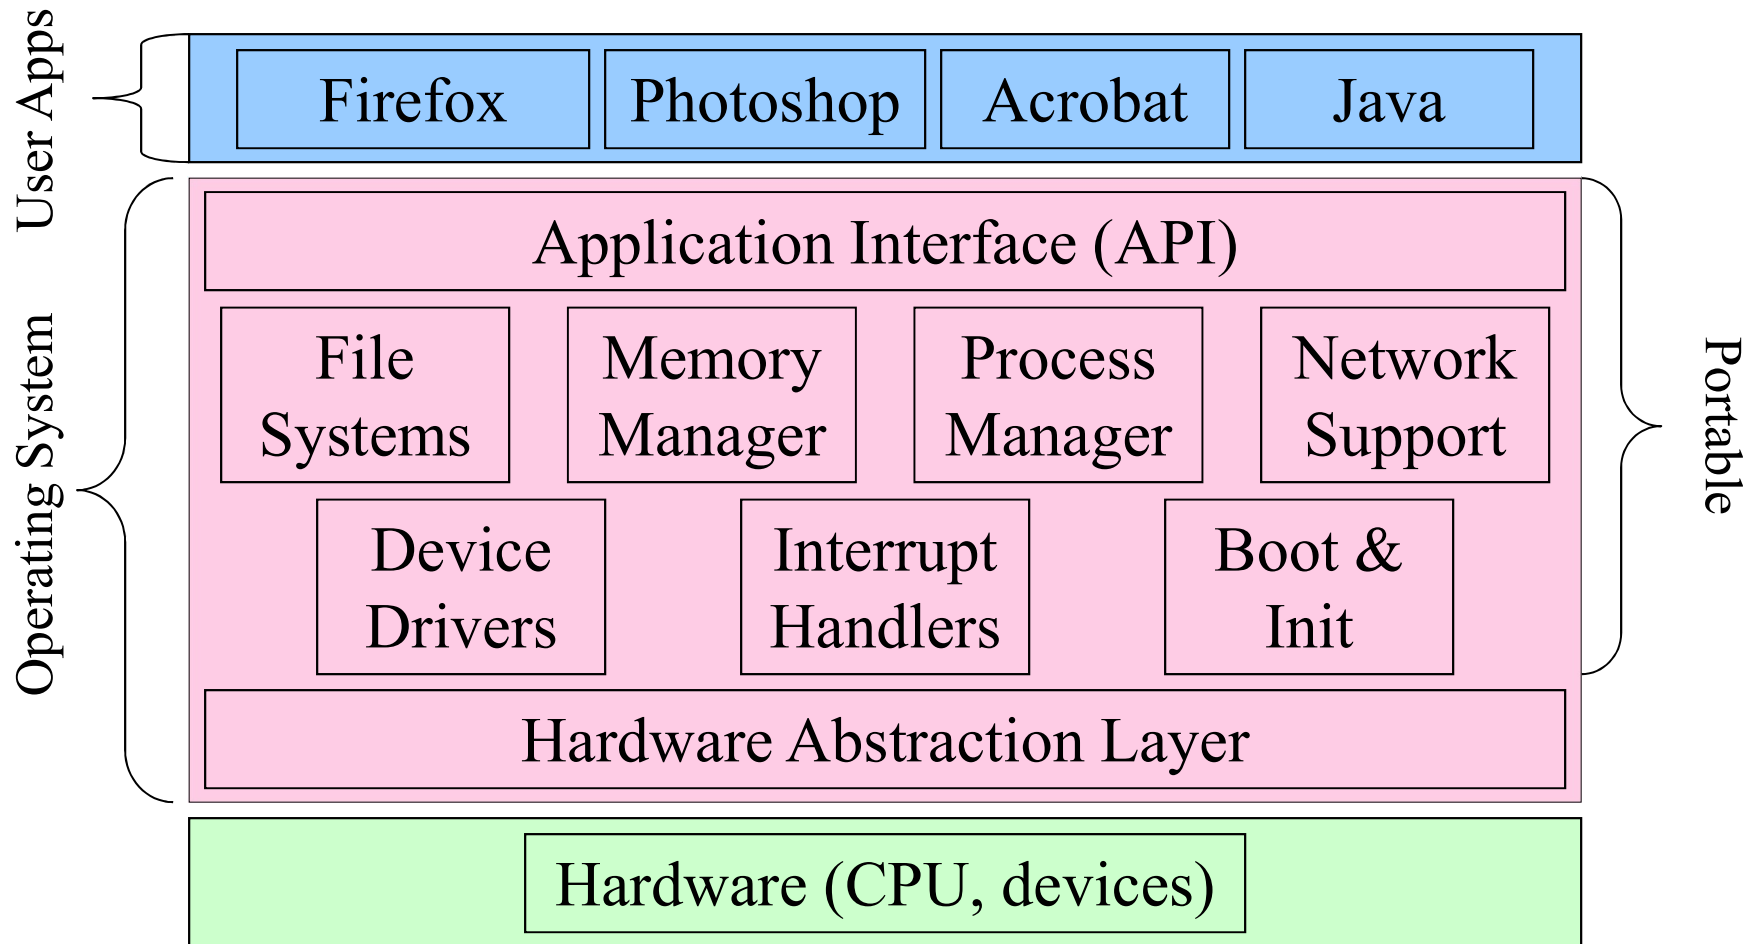 User Apps
Firefox
Photoshop
Acrobat
Java
Operating System
Application Interface (API)
File
Systems
Memory
Manager
Process
Manager
Network
Support
Device
Drivers
Interrupt
Handlers
Boot &
Init
Hardware Abstraction Layer
Portable
Hardware (CPU, devices)